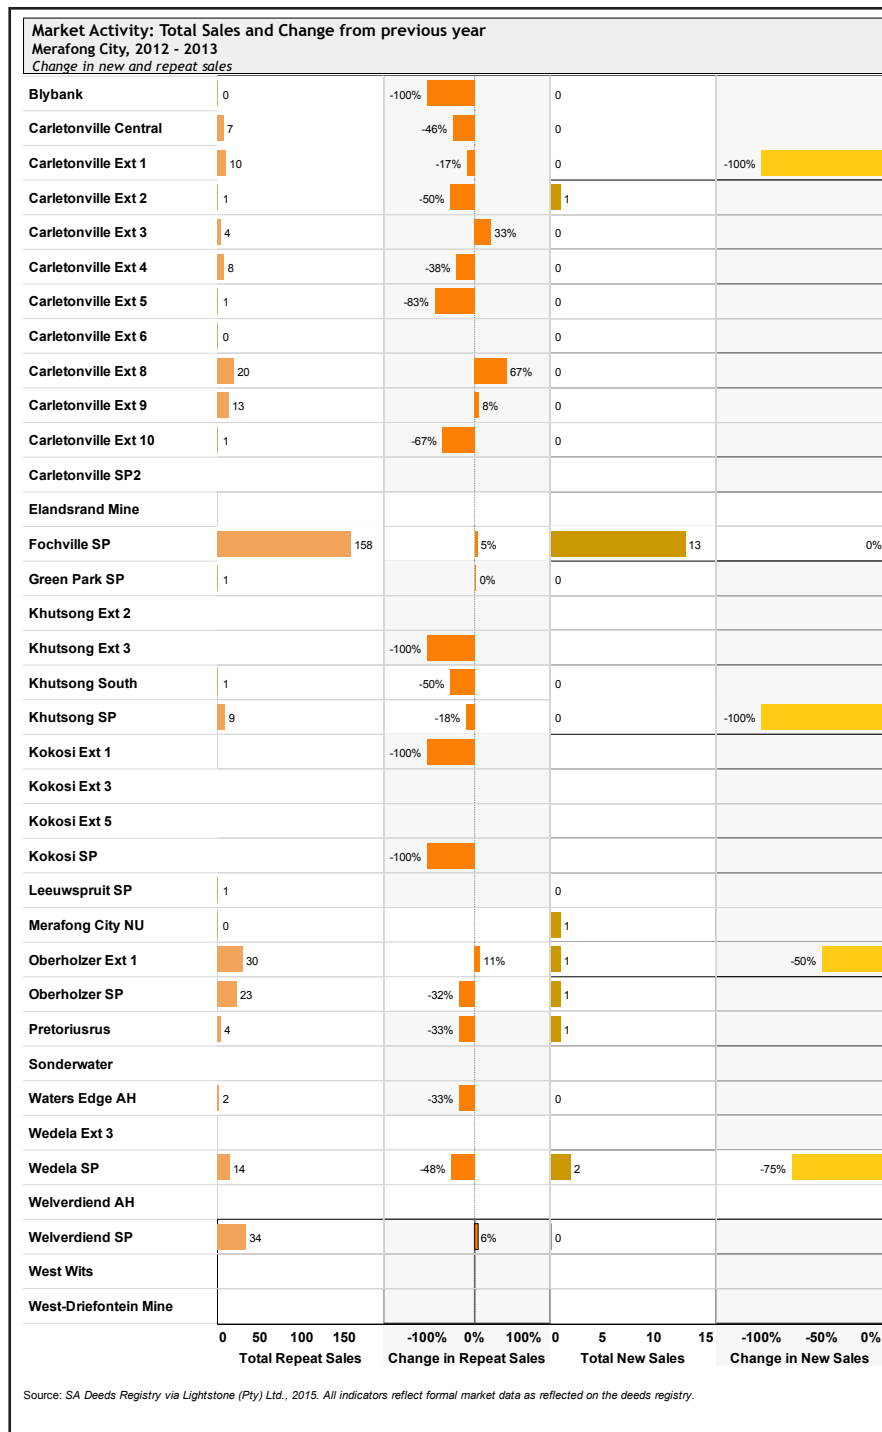 Market Activity: Total Sales and Change from previous year
Merafong City, 2012 - 2013
Change in new and repeat sales
Blybank 0 -100% 0
Carletonville Central 7 -46% 0
Carletonville Ext 1 10 -17% 0 -100%
Carletonville Ext 2 1 -50% 1
Carletonville Ext 3 4 33% 0
Carletonville Ext 4 8 -38% 0
Carletonville Ext 5 1 -83% 0
Carletonville Ext 6 0 0
Carletonville Ext 8 20 67% 0
Carletonville Ext 9 13 8% 0
Carletonville Ext 10 1 -67% 0
Carletonville SP2
Elandsrand Mine
Fochville SP 158 5% 13 0%
Green Park SP 1 0% 0
Khutsong Ext 2
Khutsong Ext 3 -100%
Khutsong South 1 -50% 0
Khutsong SP 9 -18% 0 -100%
Kokosi Ext 1 -100%
Kokosi Ext 3
Kokosi Ext 5
Kokosi SP -100%
Leeuwspruit SP 1 0
Merafong City NU 0 1
Oberholzer Ext 1 30 11% 1 -50%
Oberholzer SP 23 -32% 1
Pretoriusrus 4 -33% 1
Sonderwater
Waters Edge AH 2 -33% 0
Wedela Ext 3
Wedela SP 14 -48% 2 -75%
Welverdiend AH
Welverdiend SP 34 6% 0
West Wits
West-Driefontein Mine
0 50 100 150 -100% 0% 100% 0 5 10 15 -100% -50% 0%
Total Repeat Sales Change in Repeat Sales Total New Sales Change in New Sales
Source: SA Deeds Registry via Lightstone (Pty) Ltd., 2015. All indicators reflect formal market data as reflected on the deeds registry.